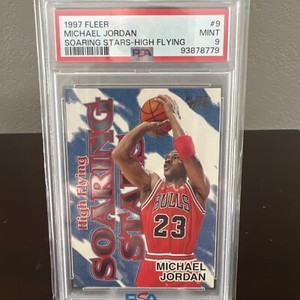 1997 FLEER #9
MICHAEL JORDAN MINT
SOARING STARS-HIGH FLYING 9
PSA 93878779
High Flying
SOARING
STARS
BULLS
23
MICHAEL
JORDAN